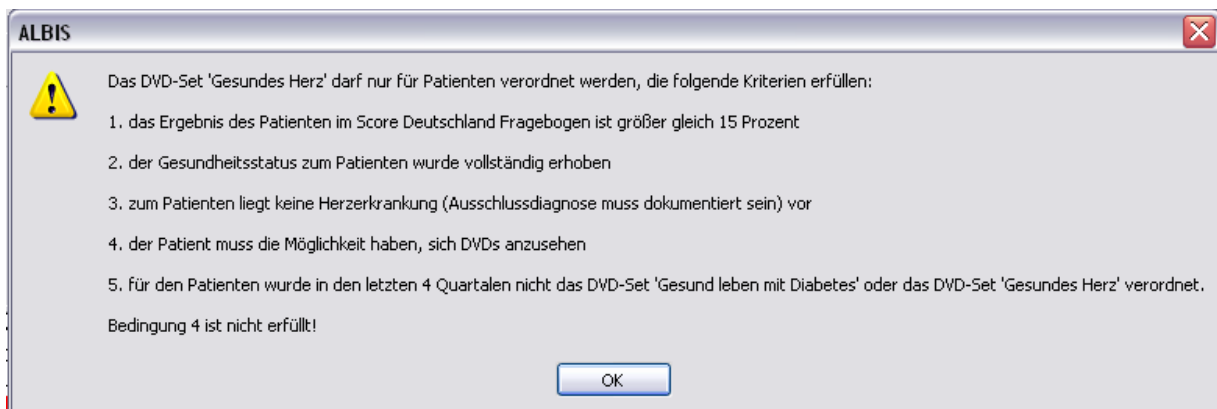 ALBIS
Das DVD-Set 'Gesundes Herz' darf nur für Patienten verordnet werden, die folgende Kriterien erfüllen:
1. das Ergebnis des Patienten im Score Deutschland Fragebogen ist größer gleich 15 Prozent
2. der Gesundheitsstatus zum Patienten wurde vollständig erhoben
3. zum Patienten liegt keine Herzerkrankung (Ausschlussdiagnose muss dokumentiert sein) vor
4. der Patient muss die Möglichkeit haben, sich DVDs anzusehen
5. für den Patienten wurde in den letzten 4 Quartalen nicht das DVD-Set 'Gesund leben mit Diabetes' oder das DVD-Set 'Gesundes Herz' verordnet.
Bedingung 4 ist nicht erfüllt!
OK